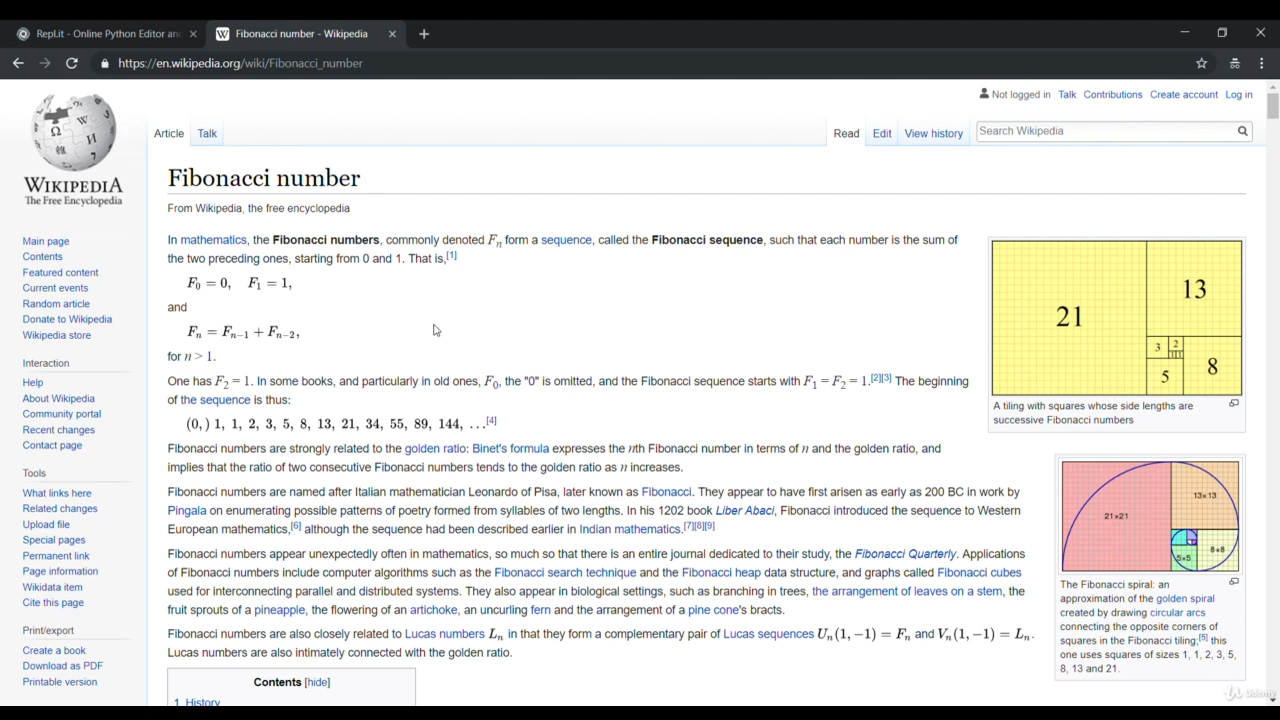 Repl.it - Online Python Editor and
Fibonacci number - Wikipedia
https://en.wikipedia.org/wiki/Fibonacci_number
Not logged in Talk Contributions Create account Log in
Article Talk Read Edit View history Search Wikipedia
WIKIPEDIA
The Free Encyclopedia
Main page
Contents
Featured content
Current events
Random article
Donate to Wikipedia
Wikipedia store
Interaction
Help
About Wikipedia
Community portal
Recent changes
Contact page
Tools
What links here
Related changes
Upload file
Special pages
Permanent link
Page information
Wikidata item
Cite this page
Print/export
Create a book
Download as PDF
Printable version
Fibonacci number
From Wikipedia, the free encyclopedia
In mathematics, the Fibonacci numbers, commonly denoted Fn form a sequence, called the Fibonacci sequence, such that each number is the sum of
the two preceding ones, starting from 0 and 1. That is,[1]
F0 = 0, F1 = 1,
and
Fn = Fn−1 + Fn−2,
for n > 1.
One has F2 = 1. In some books, and particularly in old ones, F0, the "0" is omitted, and the Fibonacci sequence starts with F1 = F2 = 1.[2][3] The beginning
of the sequence is thus:
(0,) 1, 1, 2, 3, 5, 8, 13, 21, 34, 55, 89, 144, ...[4]
Fibonacci numbers are strongly related to the golden ratio: Binet's formula expresses the nth Fibonacci number in terms of n and the golden ratio, and
implies that the ratio of two consecutive Fibonacci numbers tends to the golden ratio as n increases.
Fibonacci numbers are named after Italian mathematician Leonardo of Pisa, later known as Fibonacci. They appear to have first arisen as early as 200 BC in work by
Pingala on enumerating possible patterns of poetry formed from syllables of two lengths. In his 1202 book Liber Abaci, Fibonacci introduced the sequence to Western
European mathematics,[6] although the sequence had been described earlier in Indian mathematics.[7][8][9]
Fibonacci numbers appear unexpectedly often in mathematics, so much so that there is an entire journal dedicated to their study, the Fibonacci Quarterly. Applications
of Fibonacci numbers include computer algorithms such as the Fibonacci search technique and the Fibonacci heap data structure, and graphs called Fibonacci cubes
used for interconnecting parallel and distributed systems. They also appear in biological settings, such as branching in trees, the arrangement of leaves on a stem, the
fruit sprouts of a pineapple, the flowering of an artichoke, an uncurling fern and the arrangement of a pine cone's bracts.
Fibonacci numbers are also closely related to Lucas numbers Ln in that they form a complementary pair of Lucas sequences Un(1, −1) = Fn and Vn(1, −1) = Ln.
Lucas numbers are also intimately connected with the golden ratio.
Contents [hide]
1 History
21
13
3
2
1 1
8
5
A tiling with squares whose side lengths are
successive Fibonacci numbers
13×13
21×21
8×8
5×5
The Fibonacci spiral: an
approximation of the golden spiral
created by drawing circular arcs
connecting the opposite corners of
squares in the Fibonacci tiling;[5] this
one uses squares of sizes 1, 1, 2, 3, 5,
8, 13 and 21.
Udemy